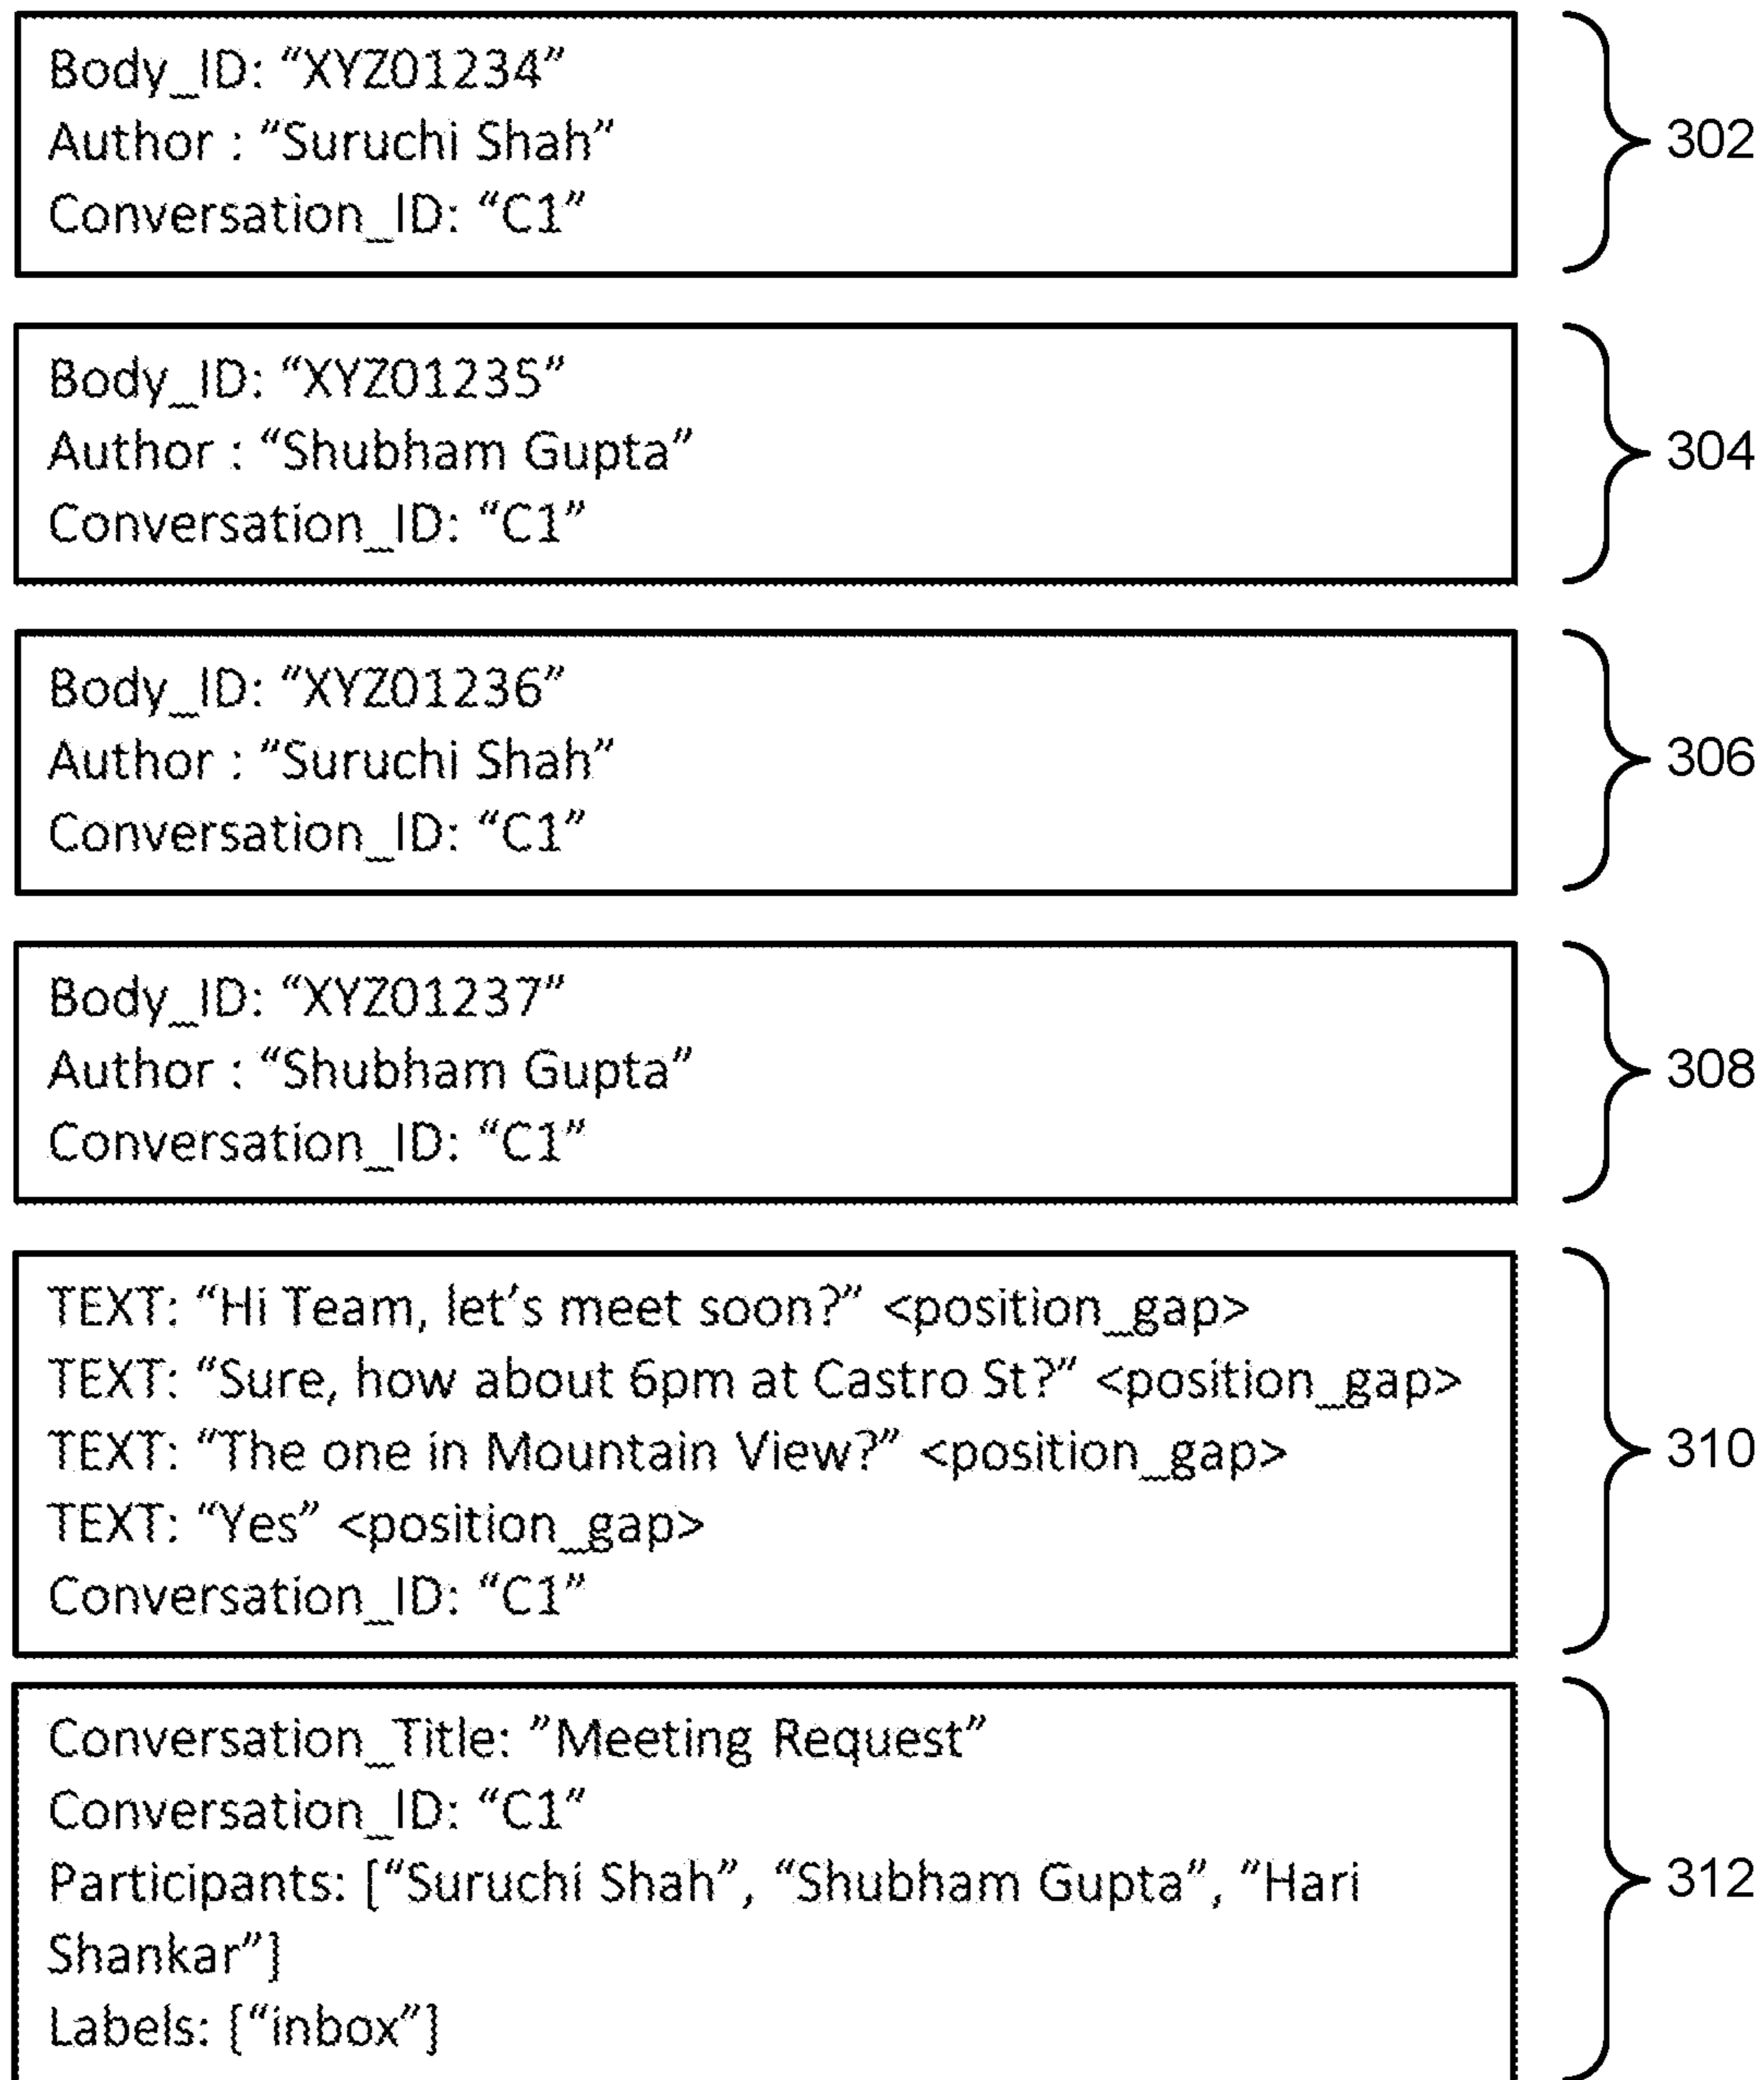 Body_ID: “XYZ01234”
Author : “Suruchi Shah”
Conversation_ID: “C1”
302
Body_ID: “XYZ01235”
Author : “Shubham Gupta”
Conversation_ID: “C1”
304
Body_ID: “XYZ01236”
Author : “Suruchi Shah”
Conversation_ID: “C1”
306
Body_ID: “XYZ01237”
Author : “Shubham Gupta”
Conversation_ID: “C1”
308
TEXT: “Hi Team, let’s meet soon?” <position_gap>
TEXT: “Sure, how about 6pm at Castro St?” <position_gap>
TEXT: “The one in Mountain View?” <position_gap>
TEXT: “Yes” <position_gap>
Conversation_ID: “C1”
310
Conversation_Title: ”Meeting Request”
Conversation_ID: “C1”
Participants: [“Suruchi Shah”, “Shubham Gupta”, ”Hari
Shankar”]
Labels: [“inbox”]
312